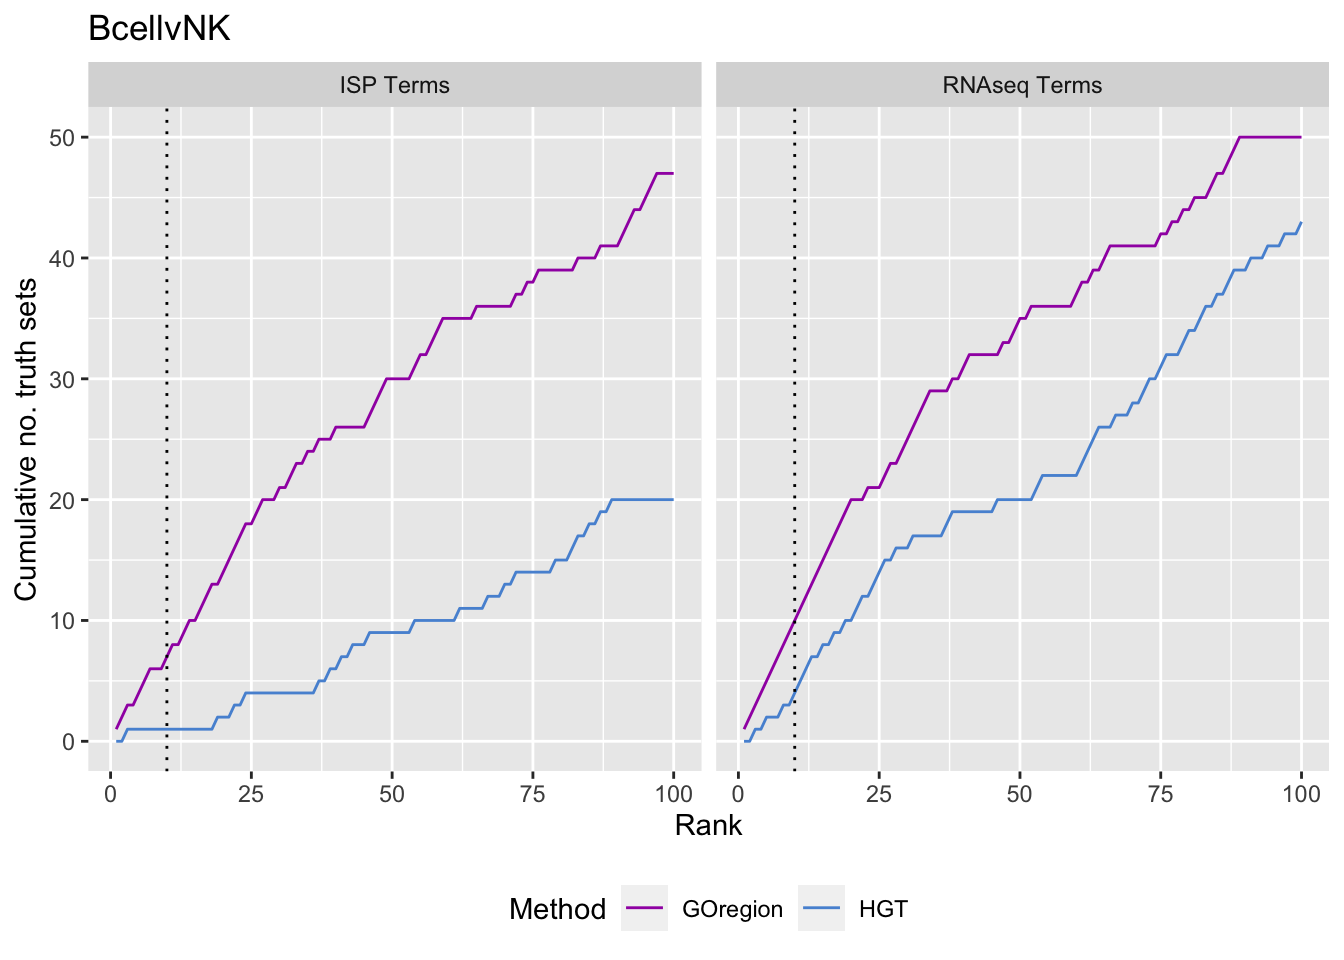 BcellvNK
ISP Terms
RNAseq Terms
Cumulative no. truth sets
50
40
30
20
10
0
0 25 50 75 100
0 25 50 75 100
Rank
Method GOregion HGT